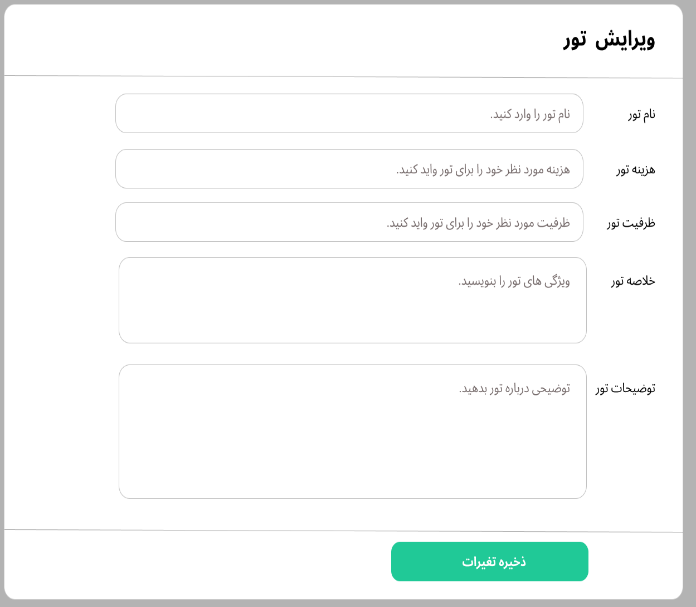 ویرایش تور
نام تور
نام تور را وارد کنید.
هزینه تور
هزینه مورد نظر خود را برای تور واید کنید.
ظرفیت تور
ظرفیت مورد نظر خود را برای تور واید کنید.
خلاصه تور
ویژگی های تور را بنویسید.
توضیحات تور
توضیحی درباره تور بدهید.
ذخیره تغیرات